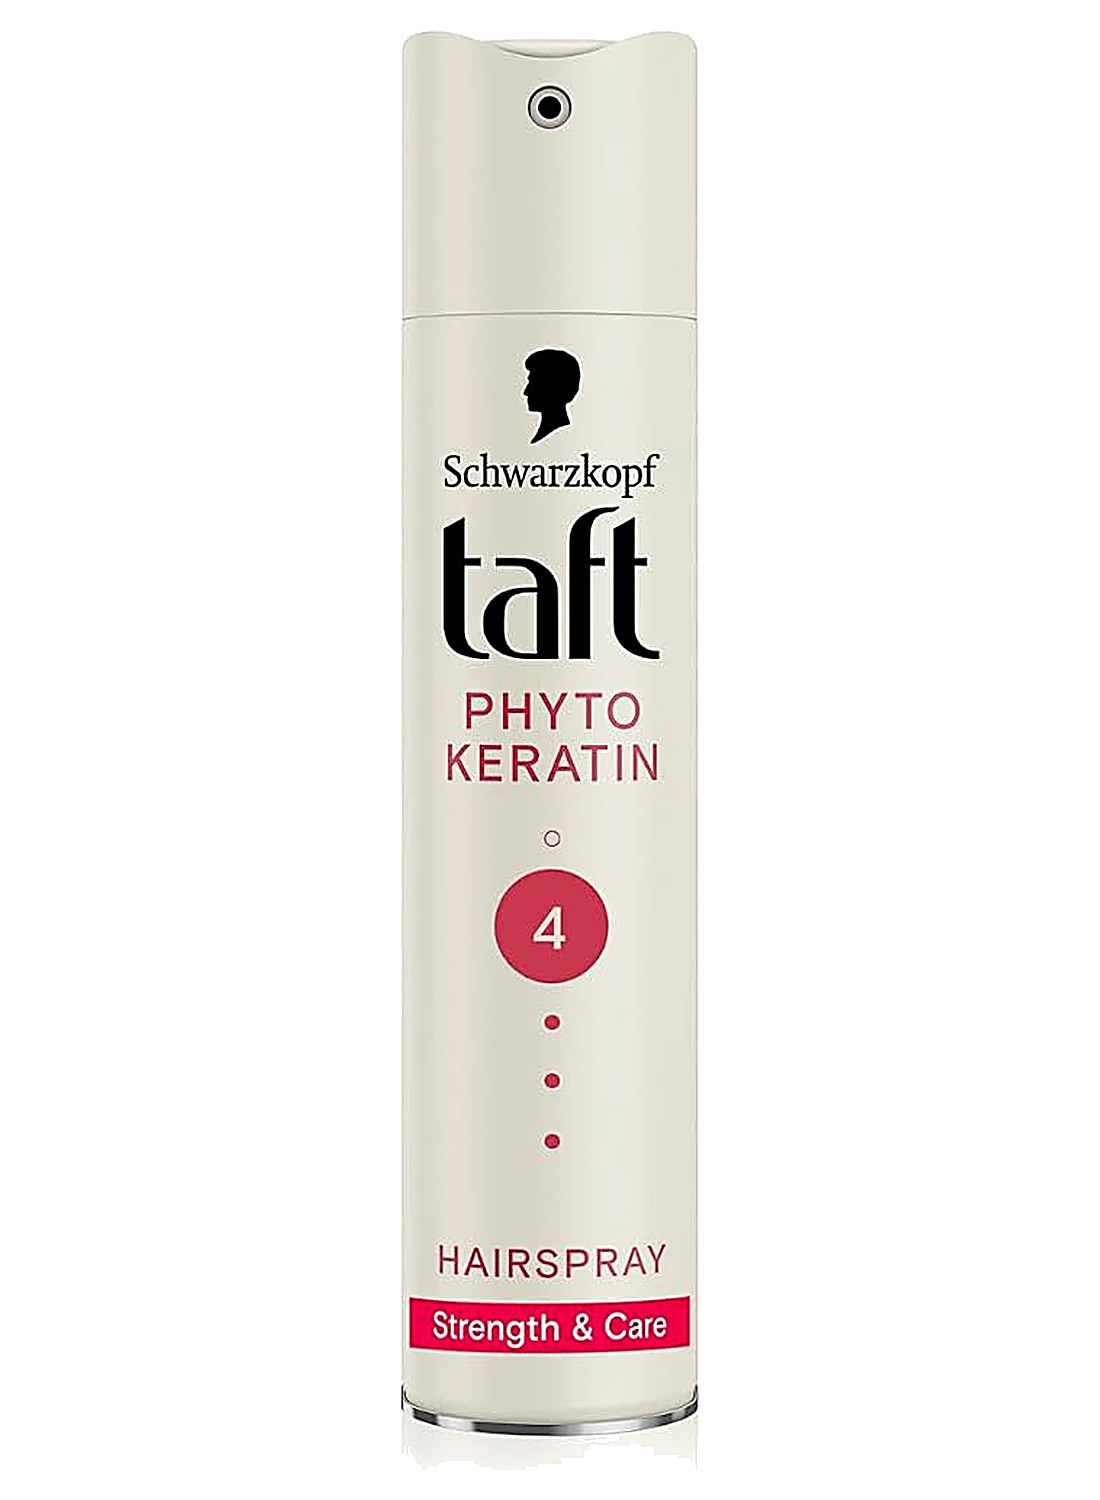 Schwarzkopf
taft
PHYTO
KERATIN
4
HAIRSPRAY
Strength & Care